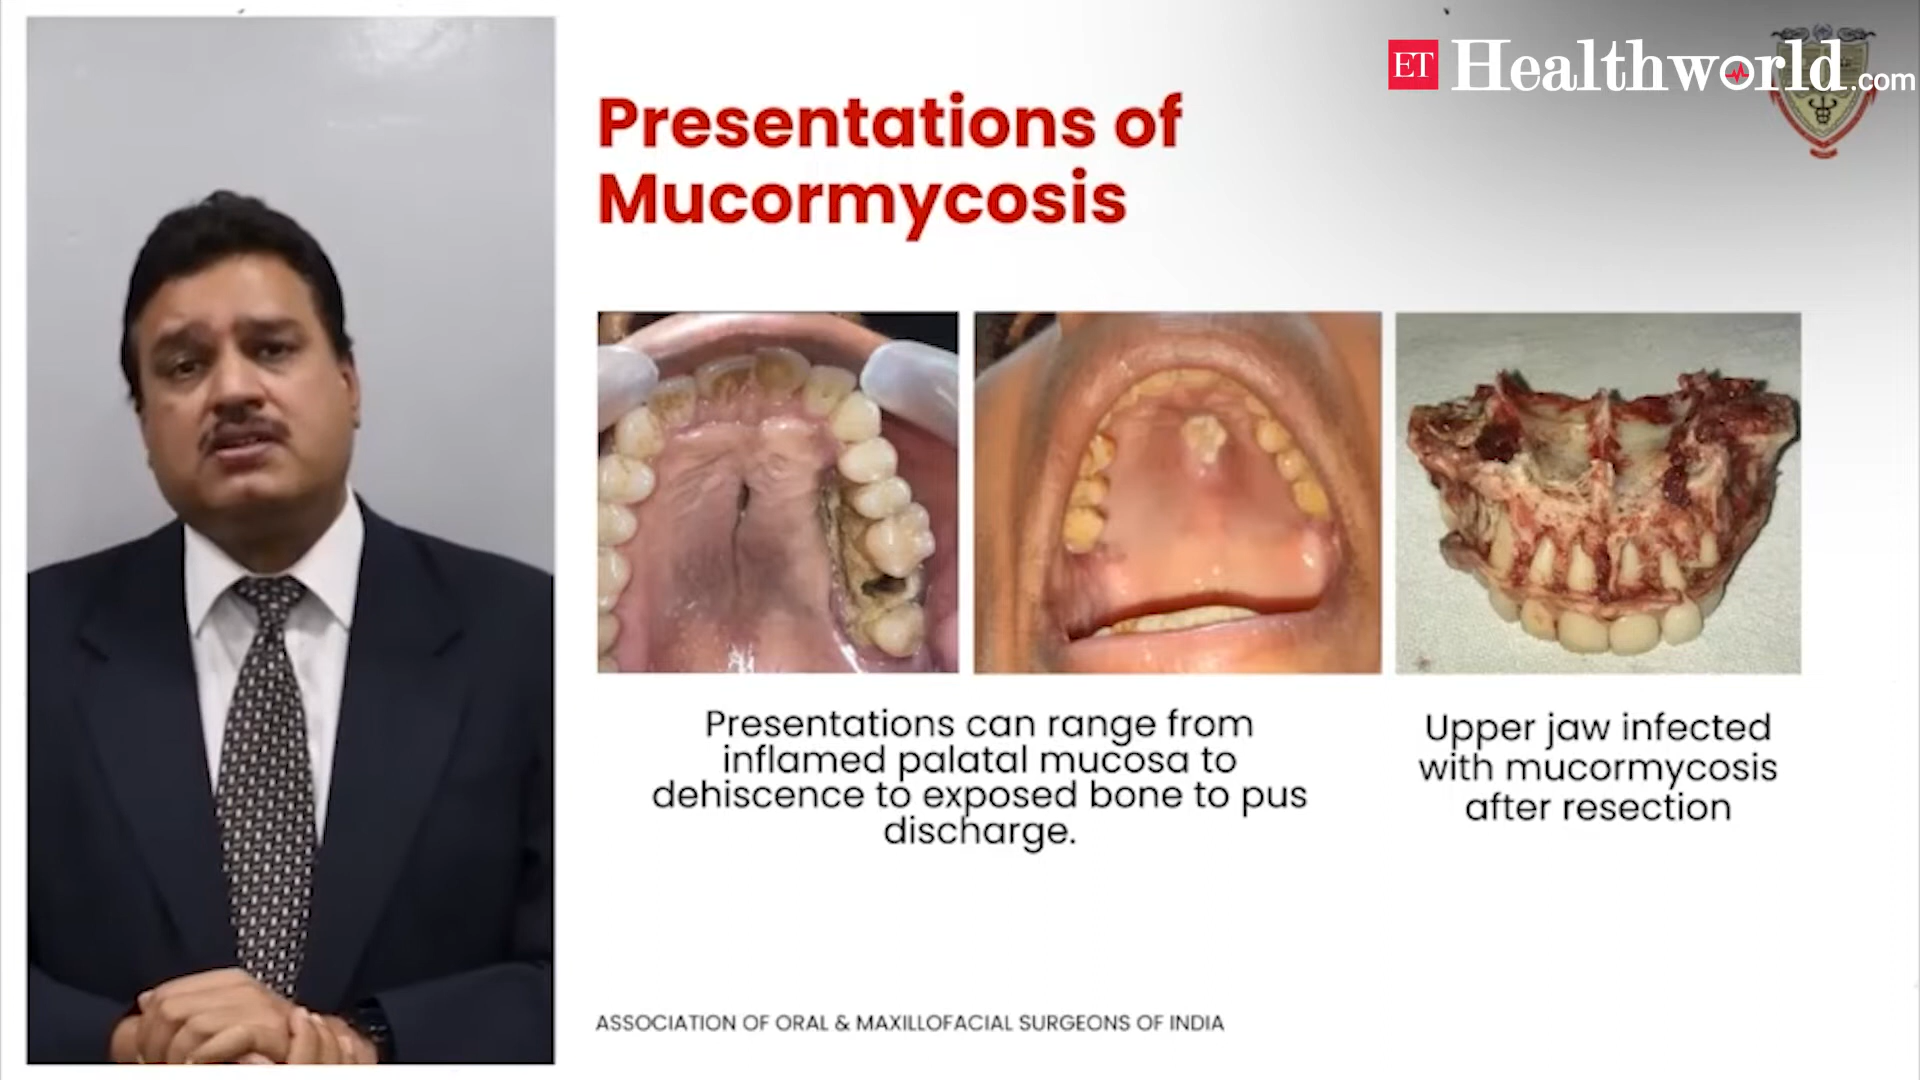 ET Healthworld.com
Presentations of
Mucormycosis
Presentations can range from
inflamed palatal mucosa to
dehiscence to exposed bone to pus
discharge.
Upper jaw infected
with mucormycosis
after resection
ASSOCIATION OF ORAL & MAXILLOFACIAL SURGEONS OF INDIA